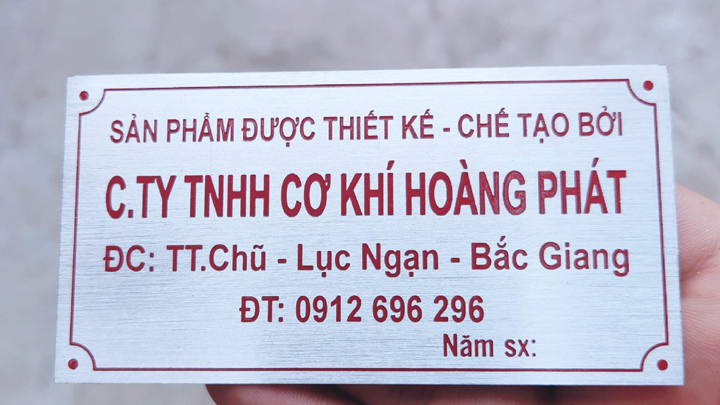 SẢN PHẨM ĐƯỢC THIẾT KẾ - CHẾ TẠO BỞI
C.TY TNHH CƠ KHÍ HOÀNG PHÁT
ĐC: TT.Chũ - Lục Ngạn - Bắc Giang
ĐT: 0912 696 296
Năm sx: